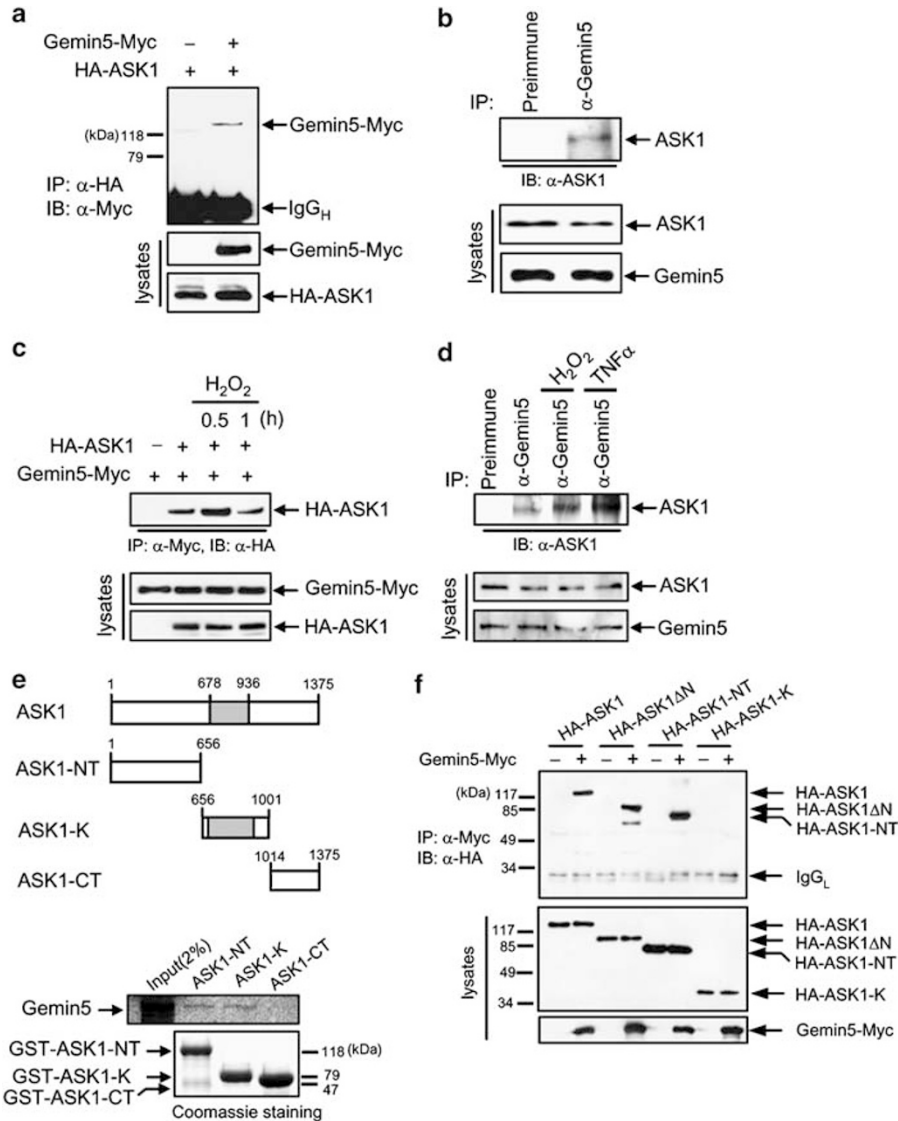 a
Gemin5-Myc – +
HA-ASK1 + +
Gemin5-Myc
(kDa) 118
79
IP: α-HA
IB: α-Myc
IgGH
Gemin5-Myc
HA-ASK1
lysates
b
IP: Preimmune α-Gemin5
ASK1
IB: α-ASK1
ASK1
Gemin5
lysates
c
H2O2
0.5 1 (h)
HA-ASK1 – + + +
Gemin5-Myc + + + +
HA-ASK1
IP: α-Myc, IB: α-HA
Gemin5-Myc
HA-ASK1
lysates
d
H2O2 TNFα
IP: Preimmune α-Gemin5 α-Gemin5 α-Gemin5
ASK1
IB: α-ASK1
ASK1
Gemin5
lysates
e
1 678 936 1375
ASK1
1 656
ASK1-NT
656 1001
ASK1-K
1014 1375
ASK1-CT
Input(2%) ASK1-NT ASK1-K ASK1-CT
Gemin5
GST-ASK1-NT 118 (kDa)
GST-ASK1-K 79
GST-ASK1-CT 47
Coomassie staining
f
HA-ASK1 HA-ASK1ΔN HA-ASK1-NT HA-ASK1-K
Gemin5-Myc – + – + – + – +
(kDa) 117 HA-ASK1
85 HA-ASK1ΔN
HA-ASK1-NT
IP: α-Myc 49
IB: α-HA
34
IgGL
117 HA-ASK1
85 HA-ASK1ΔN
HA-ASK1-NT
49
34 HA-ASK1-K
Gemin5-Myc
lysates